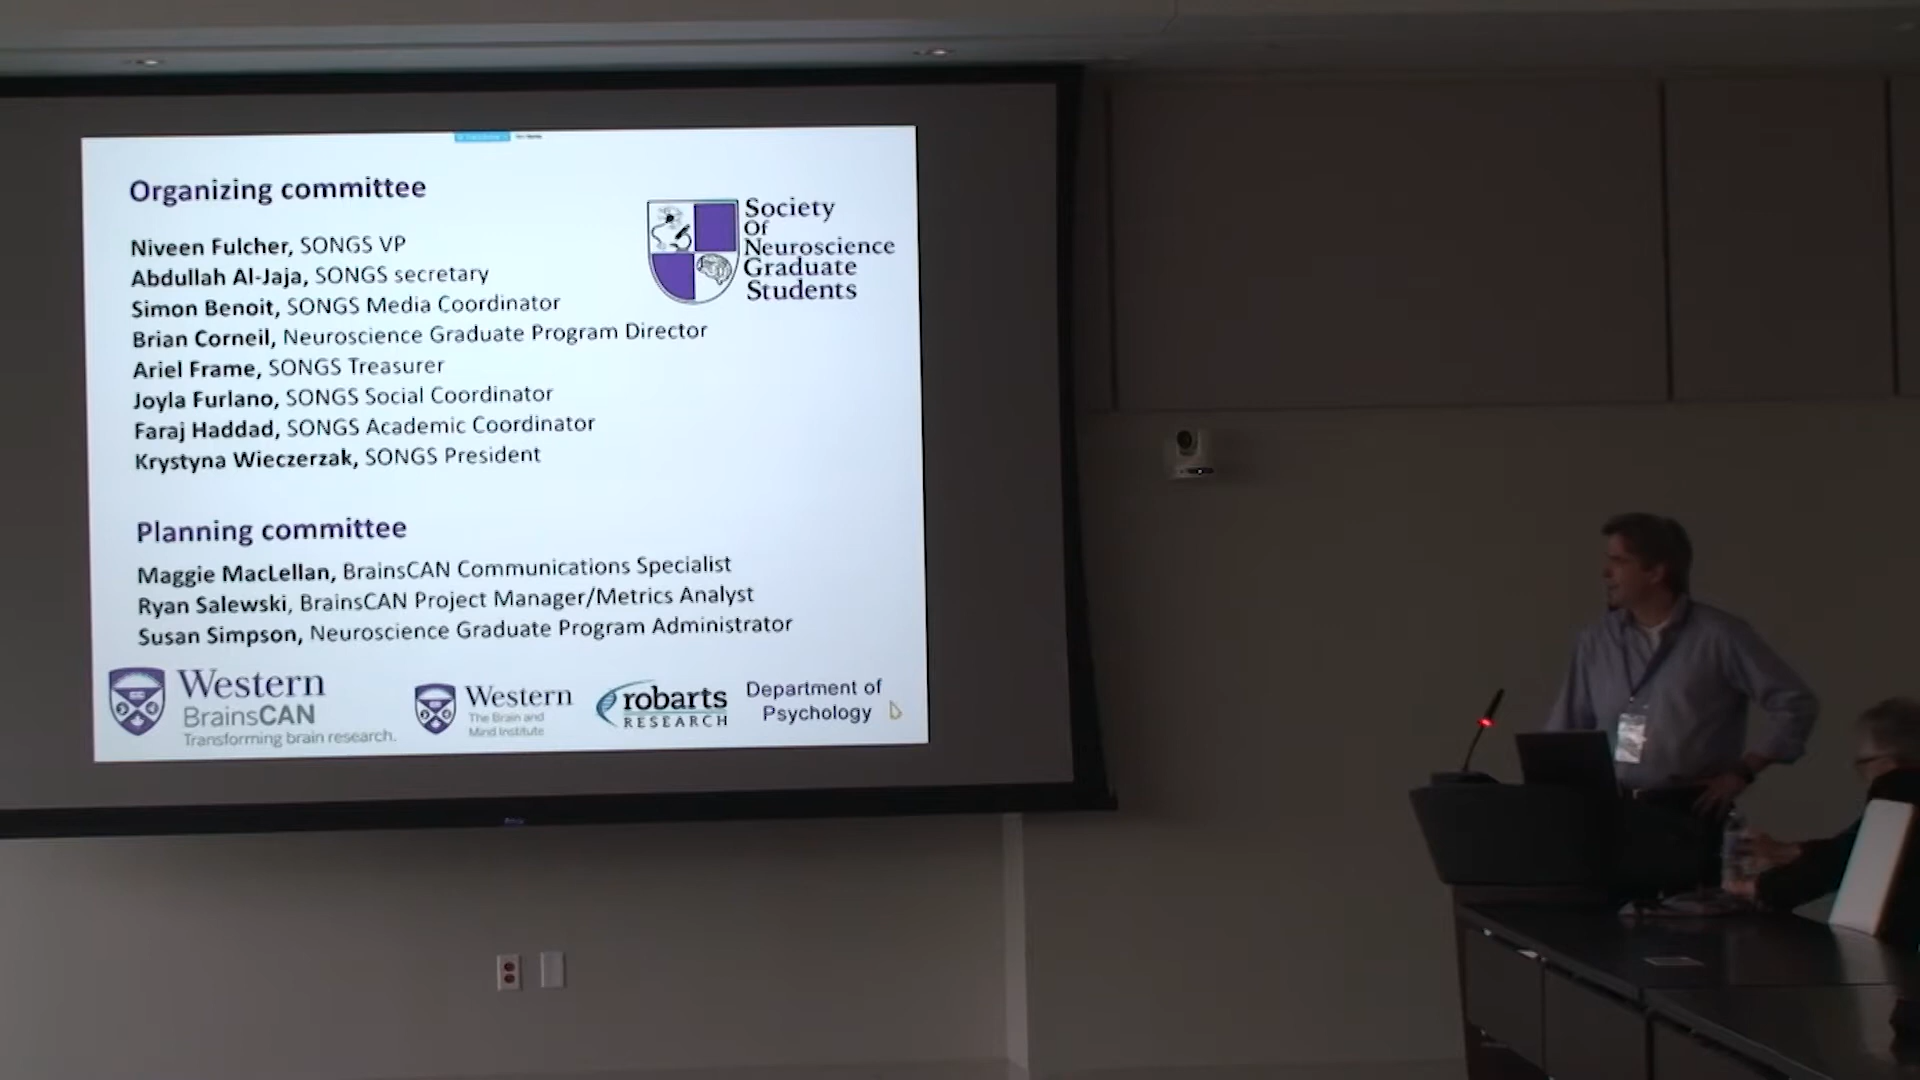 Organizing committee
Niveen Fulcher, SONGS VP
Abdullah Al-Jaja, SONGS secretary
Simon Benoit, SONGS Media Coordinator
Brian Corneil, Neuroscience Graduate Program Director
Ariel Frame, SONGS Treasurer
Joyla Furlano, SONGS Social Coordinator
Faraj Haddad, SONGS Academic Coordinator
Krystyna Wieczerzak, SONGS President
Society
Of
Neuroscience
Graduate
Students
Planning committee
Maggie MacLellan, BrainsCAN Communications Specialist
Ryan Salewski, BrainsCAN Project Manager/Metrics Analyst
Susan Simpson, Neuroscience Graduate Program Administrator
Western
BrainsCAN
Transforming brain research.
Western
The Brain and
Mind Institute
robarts
RESEARCH
Department of
Psychology